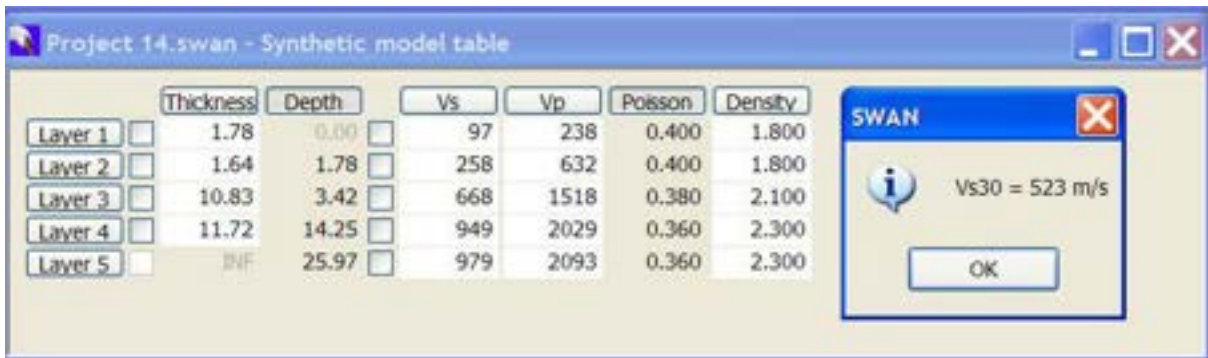 Project 14.swan - Synthetic model table
Thickness Depth Vs Vp Poisson Density
Layer 1 1.78 0.00 97 238 0.400 1.800
Layer 2 1.64 1.78 258 632 0.400 1.800
Layer 3 10.83 3.42 668 1518 0.380 2.100
Layer 4 11.72 14.25 949 2029 0.360 2.300
Layer 5 INF 25.97 979 2093 0.360 2.300
SWAN
Vs30 = 523 m/s
OK